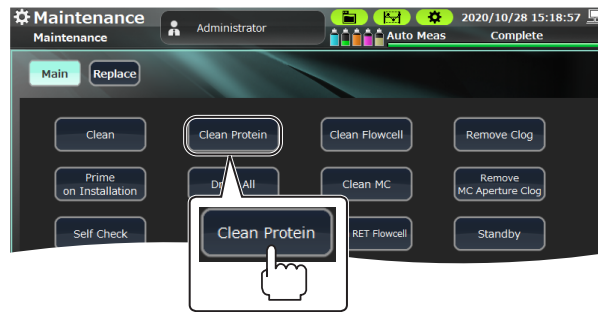 Maintenance
Administrator
2020/10/28 15:18:57
Maintenance
Auto Meas
Complete
Main
Replace
Clean
Clean Protein
Clean Flowcell
Remove Clog
Prime
on Installation
All
Clean MC
Remove
MC Aperture Clog
Self Check
Clean Protein
RET Flowcell
Standby